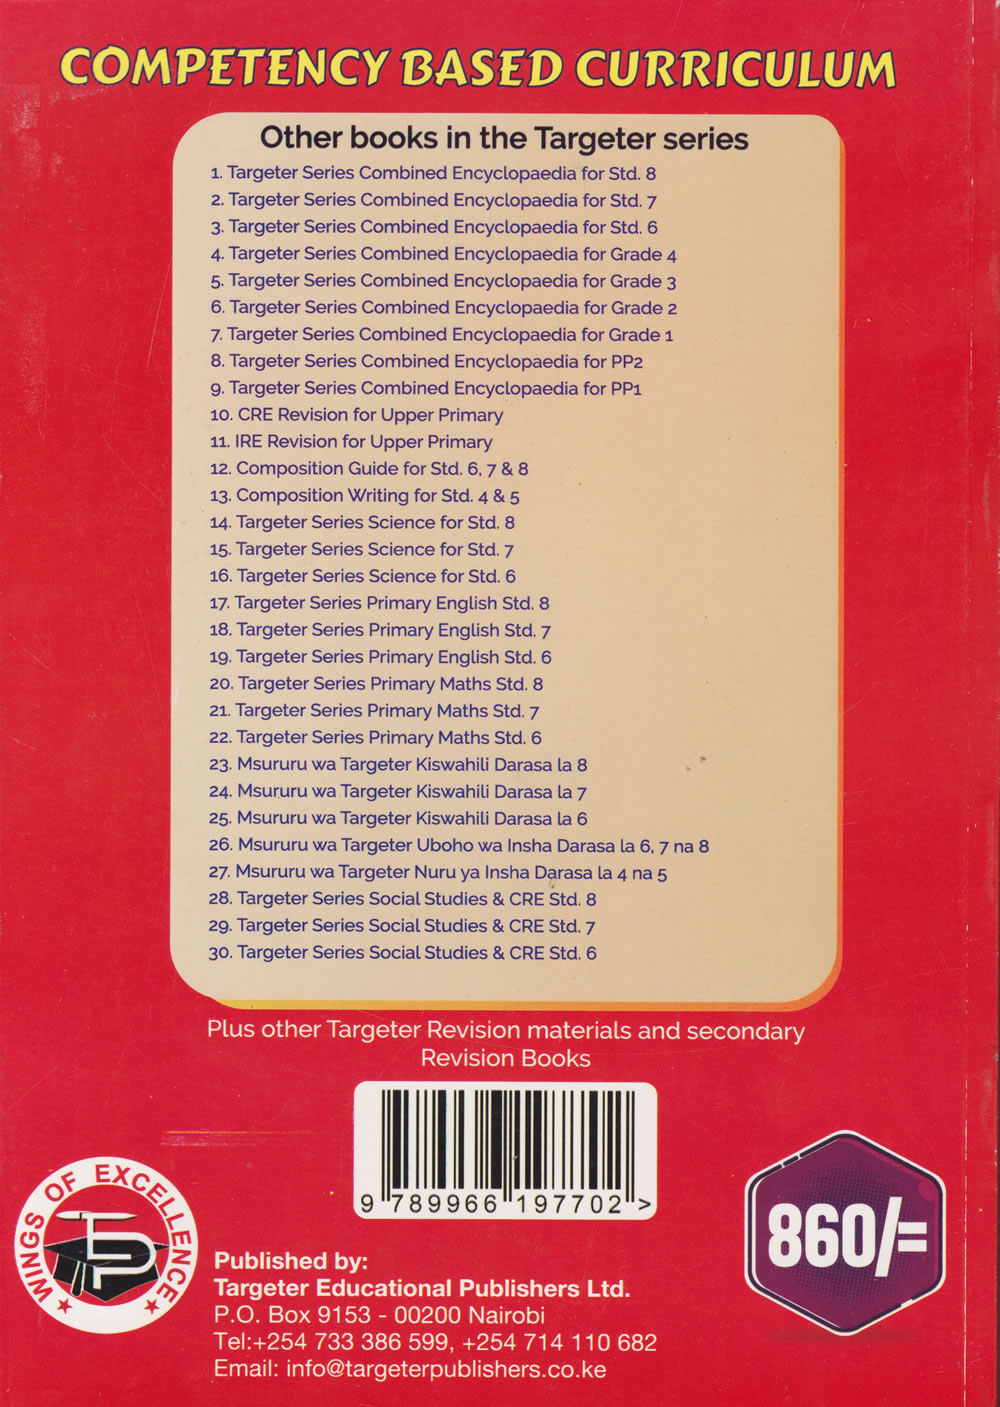 COMPETENCY BASED CURRICULUM
Other books in the Targeter series
1. Targeter Series Combined Encyclopaedia for Std. 8
2. Targeter Series Combined Encyclopaedia for Std. 7
3. Targeter Series Combined Encyclopaedia for Std. 6
4. Targeter Series Combined Encyclopaedia for Grade 4
5. Targeter Series Combined Encyclopaedia for Grade 3
6. Targeter Series Combined Encyclopaedia for Grade 2
7. Targeter Series Combined Encyclopaedia for Grade 1
8. Targeter Series Combined Encyclopaedia for PP2
9. Targeter Series Combined Encyclopaedia for PP1
10. CRE Revision for Upper Primary
11. IRE Revision for Upper Primary
12. Composition Guide for Std. 6, 7 & 8
13. Composition Writing for Std. 4 & 5
14. Targeter Series Science for Std. 8
15. Targeter Series Science for Std. 7
16. Targeter Series Science for Std. 6
17. Targeter Series Primary English Std. 8
18. Targeter Series Primary English Std. 7
19. Targeter Series Primary English Std. 6
20. Targeter Series Primary Maths Std. 8
21. Targeter Series Primary Maths Std. 7
22. Targeter Series Primary Maths Std. 6
23. Msururu wa Targeter Kiswahili Darasa la 8
24. Msururu wa Targeter Kiswahili Darasa la 7
25. Msururu wa Targeter Kiswahili Darasa la 6
26. Msururu wa Targeter Uboho wa Insha Darasa la 6, 7 na 8
27. Msururu wa Targeter Nuru ya Insha Darasa la 4 na 5
28. Targeter Series Social Studies & CRE Std. 8
29. Targeter Series Social Studies & CRE Std. 7
30. Targeter Series Social Studies & CRE Std. 6
Plus other Targeter Revision materials and secondary
Revision Books
9 789966 197702 >
WINGS OF EXCELLENCE
TEP
860/=
Published by:
Targeter Educational Publishers Ltd.
P.O. Box 9153 - 00200 Nairobi
Tel:+254 733 386 599, +254 714 110 682
Email: info@targeterpublishers.co.ke